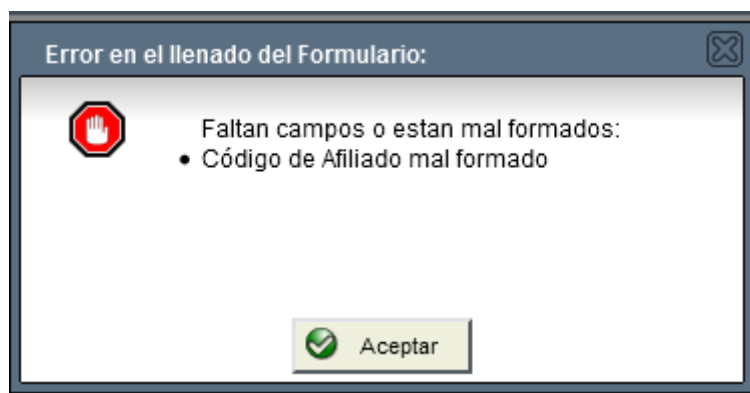 Error en el llenado del Formulario:
Faltan campos o estan mal formados:
• Código de Afiliado mal formado
Aceptar